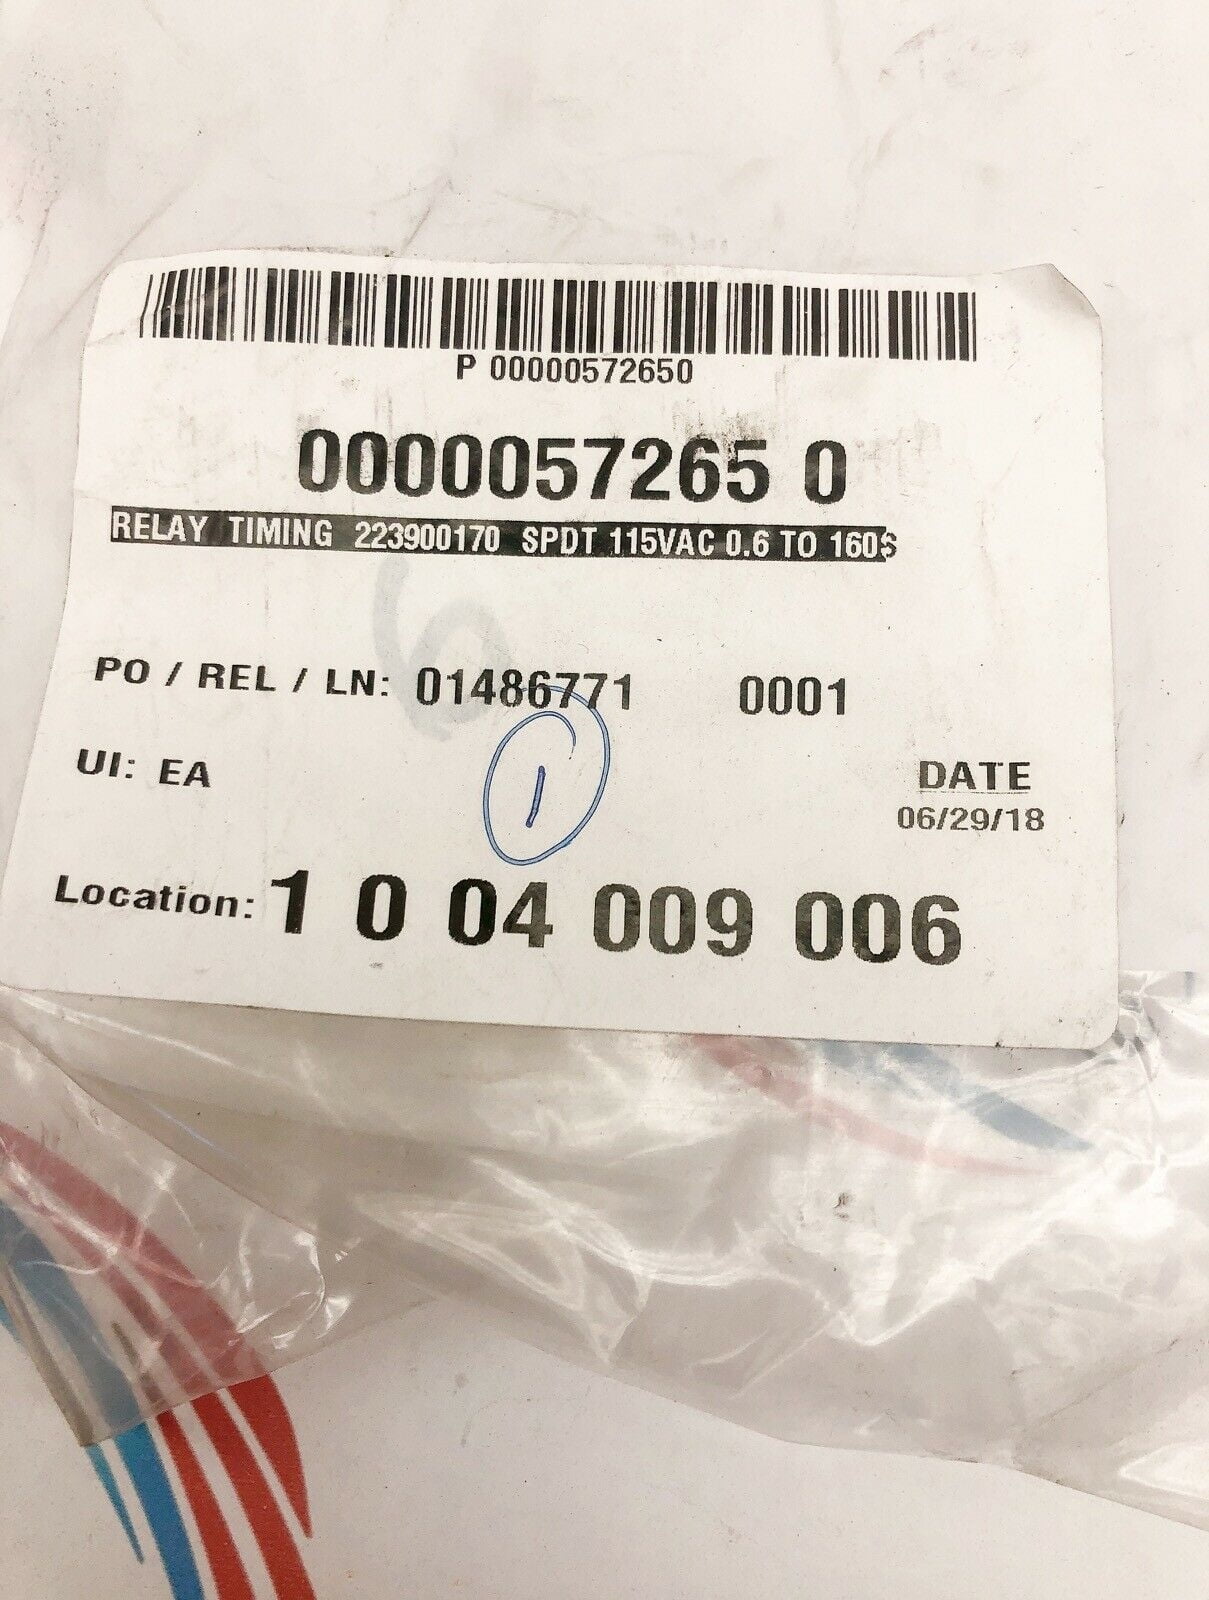 P 00000572650
0000057265 0
RELAY TIMING 223900170 SPDT 115VAC 0.6 TO 160S
6
PO / REL / LN: 01486771 0001
1
UI: EA
DATE
06/29/18
Location: 1 0 04 009 006